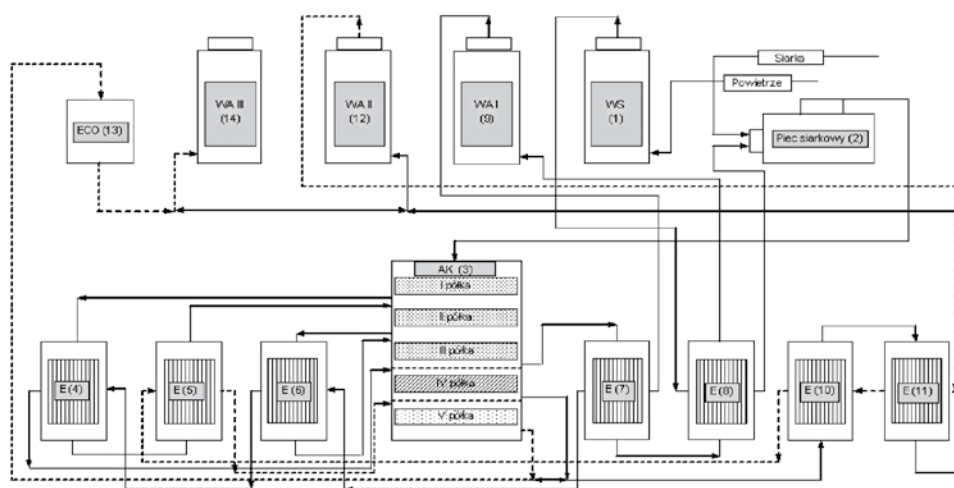 Siarka
Powietrze
ECO (13)
WA III
(14)
WA II
(12)
WA I
(9)
WS
(1)
Piec siarkowy (2)
AK (3)
I półka
II półka
III półka
IV półka
V półka
E (4)
E (5)
E (6)
E (7)
E (8)
E (10)
E (11)